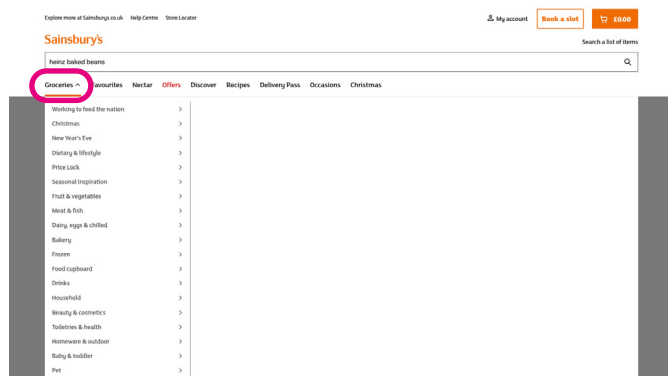 Explore more at Sainsburys.co.uk Help Centre Store Locator
My account Book a slot £0.00
Sainsbury's
Search a list of items
heinz baked beans
Groceries avourites Nectar Offers Discover Recipes Delivery Pass Occasions Christmas
Working to feed the nation
Christmas
New Year's Eve
Dietary & lifestyle
Price Lock
Seasonal inspiration
Fruit & vegetables
Meat & fish
Dairy, eggs & chilled
Bakery
Frozen
Food cupboard
Drinks
Household
Beauty & cosmetics
Toiletries & health
Homeware & outdoor
Baby & toddler
Pet